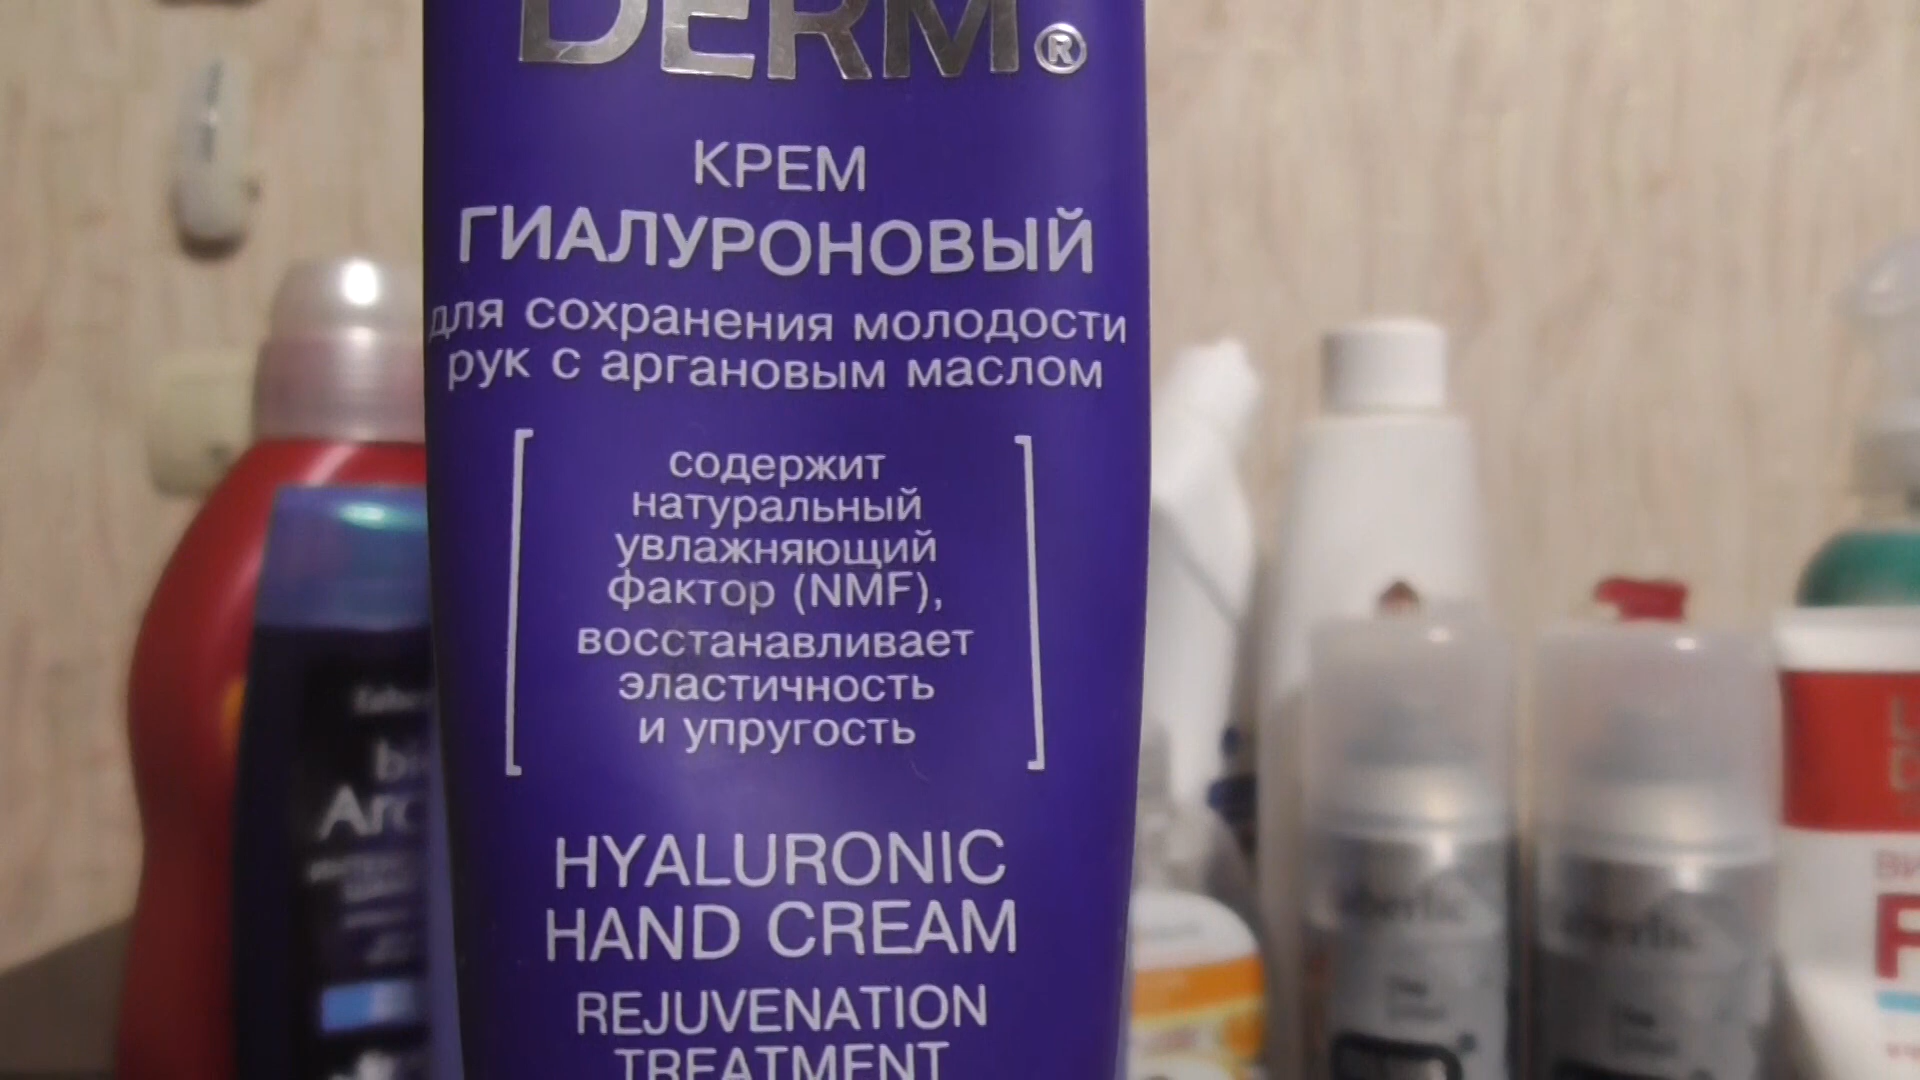 DERM®
КРЕМ
ГИАЛУРОНОВЫЙ
для сохранения молодости
рук с аргановым маслом
содержит
натуральный
увлажняющий
фактор (NMF),
восстанавливает
эластичность
и упругость
HYALURONIC
HAND CREAM
REJUVENATION
TREATMENT